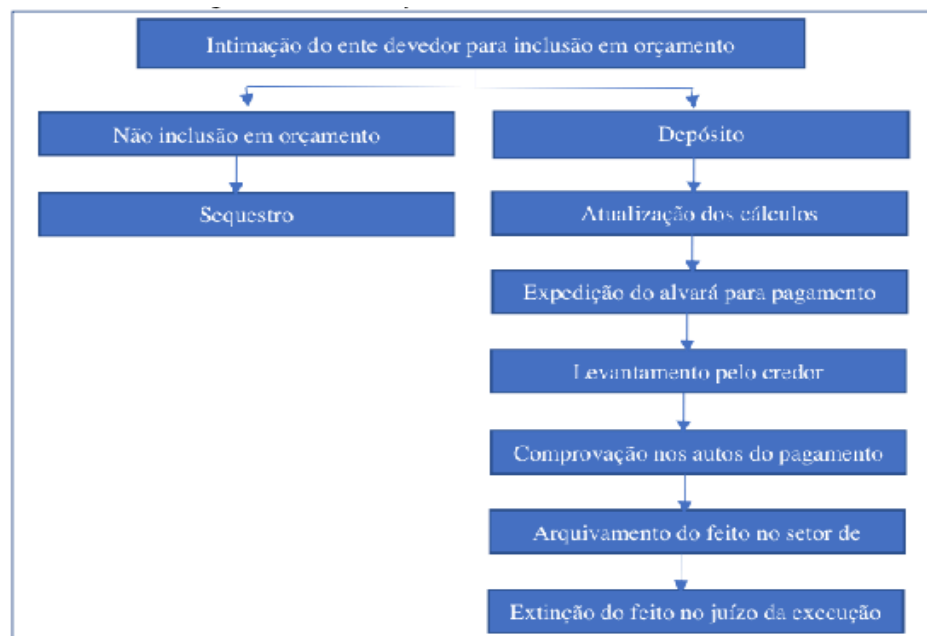 Intimação do ente devedor para inclusão em orçamento
Não inclusão em orçamento
Depósito
Sequestro
Atualização dos cálculos
Expedição do alvará para pagamento
Levantamento pelo credor
Comprovação nos autos do pagamento
Arquivamento do feito no setor de
Extinção do feito no juízo da execução